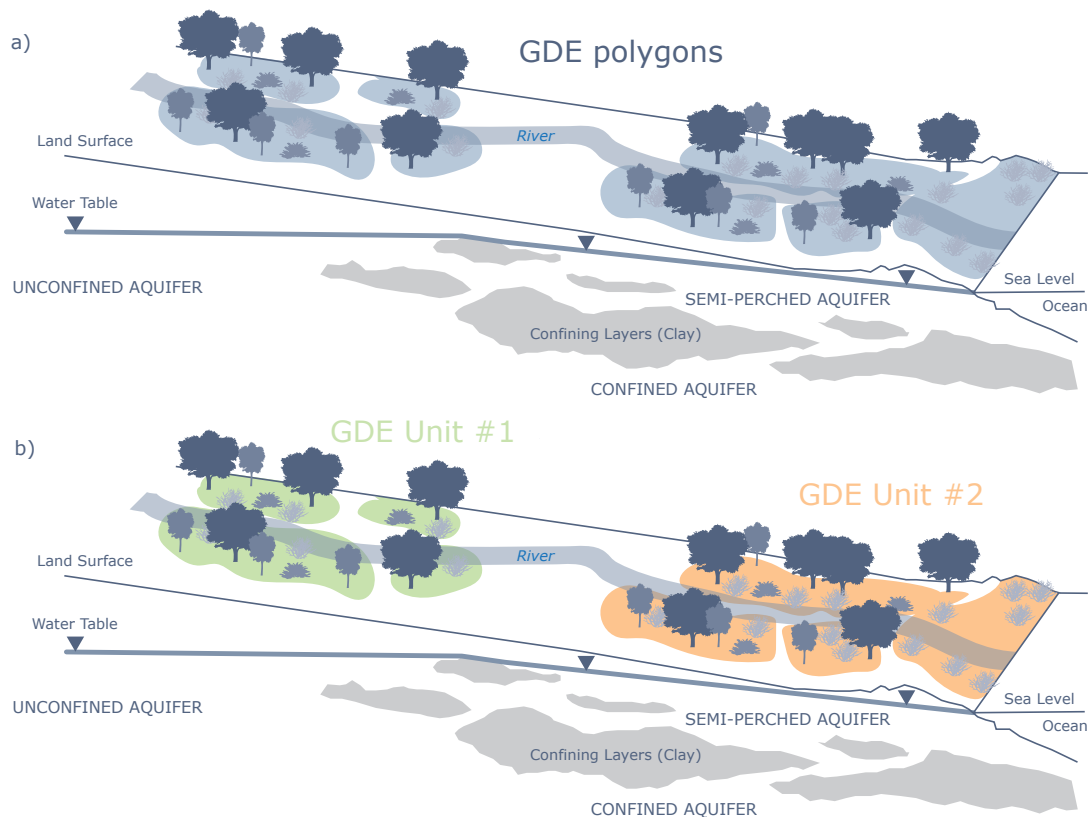 a)
GDE polygons
River
Land Surface
Water Table
UNCONFINED AQUIFER
SEMI-PERCHED AQUIFER
Sea Level
Ocean
Confining Layers (Clay)
CONFINED AQUIFER
b)
GDE Unit #1
GDE Unit #2
River
Land Surface
Water Table
UNCONFINED AQUIFER
SEMI-PERCHED AQUIFER
Sea Level
Ocean
Confining Layers (Clay)
CONFINED AQUIFER